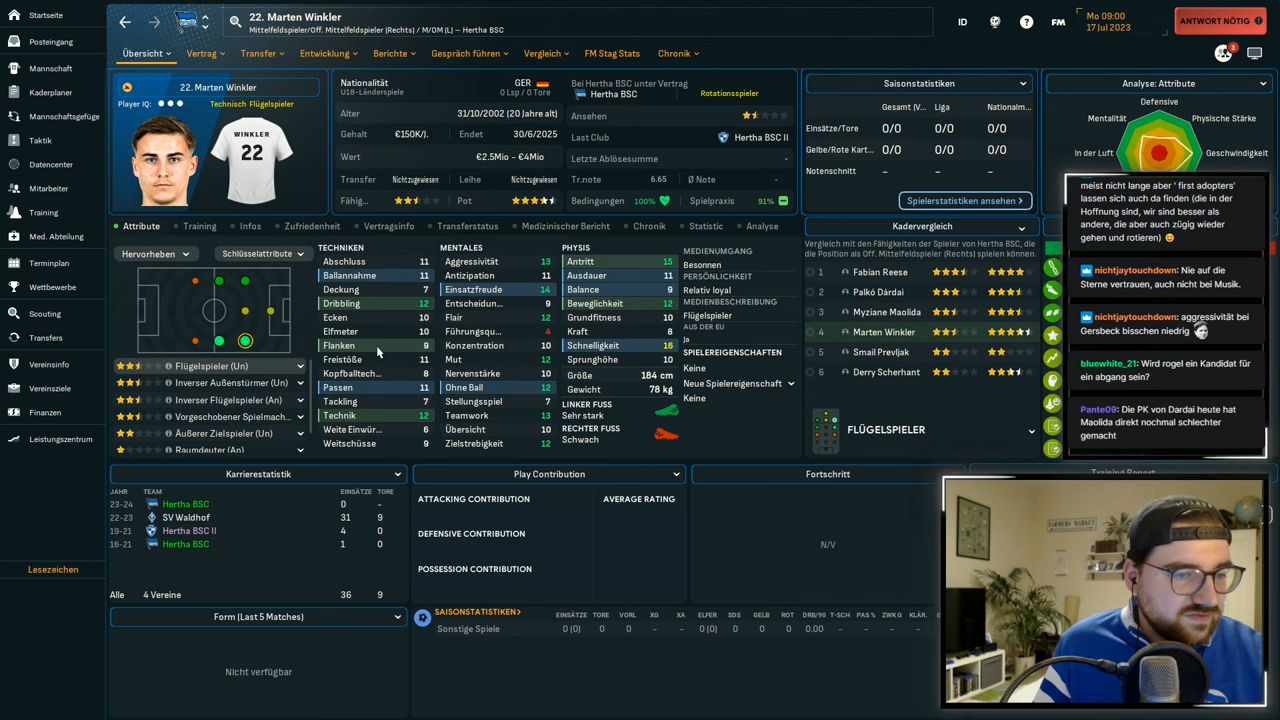 Startseite
Posteingang
Mannschaft
Kaderplaner
Mannschaftsgefüge
Taktik
Datencenter
Mitarbeiter
Training
Med. Abteilung
Terminplan
Wettbewerbe
Scouting
Transfers
Vereinsinfo
Vereinsziele
Finanzen
Leistungszentrum
Lesezeichen
22. Marten Winkler
Mittelfeldspieler/Off. Mittelfeldspieler (Rechts) / M/OM (L) – Hertha BSC
ID
FM
Mo 09:00
17 Jul 2023
ANTWORT NÖTIG
Übersicht
Vertrag
Transfer
Entwicklung
Berichte
Gespräch führen
Vergleich
FM Stag Stats
Chronik
3
22. Marten Winkler
Player IQ:
Technisch Flügelspieler
WINKLER
22
Nationalität GER
U18-Länderspiele 0 Lsp / 0 Tore
Alter 31/10/2002 (20 Jahre alt)
Gehalt €150K/J. Endet 30/6/2025
Wert €2.5Mio - €4Mio
Transfer Nicht zugewiesen Leihe Nicht zugewiesen
Fähig... Pot
Bei Hertha BSC unter Vertrag
Hertha BSC
Rotationsspieler
Ansehen
Last Club Hertha BSC II
Letzte Ablösesumme -
Tr.note 6.65 Ø Note -
Bedingungen 100% Spielpraxis 91%
Saisonstatistiken
Gesamt (V... Liga Nationalm...
Einsätze/Tore 0/0 0/0 0/0
Gelbe/Rote Kart... 0/0 0/0 0/0
Notenschnitt - - -
Spielerstatistiken ansehen >
Analyse: Attribute
Defensive
Mentalität
Physische Stärke
In der Luft
Geschwindigkeit
Attribute
Training
Infos
Zufriedenheit
Vertragsinfo
Transferstatus
Medizinischer Bericht
Chronik
Statistic
Analyse
Hervorheben
Schlüsselattribute
Flügelspieler (Un)
Inverser Außenstürmer (Un)
Inverser Flügelspieler (An)
Vorgeschobener Spielmach...
Äußerer Zielspieler (Un)
Raumdeuter (An)
TECHNIKEN
Abschluss 11
Ballannahme 11
Deckung 7
Dribbling 12
Ecken 10
Elfmeter 10
Flanken 9
Freistöße 11
Kopfballtech... 8
Passen 11
Tackling 7
Technik 12
Weite Einwür... 6
Weitschüsse 9
MENTALES
Aggressivität 13
Antizipation 11
Einsatzfreude 14
Entscheidun... 9
Flair 12
Führungsqu... 4
Konzentration 10
Mut 12
Nervenstärke 10
Ohne Ball 12
Stellungsspiel 7
Teamwork 13
Übersicht 10
Zielstrebigkeit 12
PHYSIS
Antritt 15
Ausdauer 11
Balance 9
Beweglichkeit 12
Grundfitness 10
Kraft 8
Schnelligkeit 16
Sprunghöhe 10
Größe 184 cm
Gewicht 78 kg
LINKER FUSS
Sehr stark
RECHTER FUSS
Schwach
MEDIENUMGANG
Besonnen
PERSÖNLICHKEIT
Relativ loyal
MEDIENBESCHREIBUNG
Flügelspieler
AUS DER EU
Ja
SPIELEREIGENSCHAFTEN
Keine
Neue Spielereigenschaft
Keine
Kadervergleich
Vergleich mit den Fähigkeiten der Spieler von Hertha BSC, die
die Position als Off. Mittelfeldspieler (Rechts) spielen können.
1 Fabian Reese
2 Palkó Dárdai
3 Myziane Maolida
4 Marten Winkler
5 Smail Prevljak
6 Derry Scherhant
FLÜGELSPIELER
meist nicht lange aber ' first adopters'
lassen sich auch da finden (die in der
Hoffnung sind, wir sind besser als
andere, die aber auch zügig wieder
gehen und rotieren)
nichtjaytouchdown: Nie auf die
Sterne vertrauen, auch nicht bei Musik.
nichtjaytouchdown: aggressivität bei
Gersbeck bisschen niedrig
bluewhite_21: Wird rogel ein Kandidat für
ein abgang sein?
Pante09: Die PK von Dardai heute hat
Maolida direkt nochmal schlechter
gemacht
Karrierestatistik
JAHR TEAM EINSÄTZE TORE
23-24 Hertha BSC 0 -
22-23 SV Waldhof 31 9
19-21 Hertha BSC II 4 0
16-21 Hertha BSC 1 0
Alle 4 Vereine 36 9
Play Contribution
ATTACKING CONTRIBUTION AVERAGE RATING
DEFENSIVE CONTRIBUTION
POSSESSION CONTRIBUTION
Fortschritt
N/V
Training Report
Form (Last 5 Matches)
Nicht verfügbar
SAISONSTATISTIKEN>
EINSÄTZE TORE VORL XG XA ELFER SDS GELB ROT DRB/90 T-SCH PAS % ZWKG KLÄR.
Sonstige Spiele 0 (0) 0 0 - - 0 (0) 0 0 0 0.00 - - - -
FARMERS MARKET